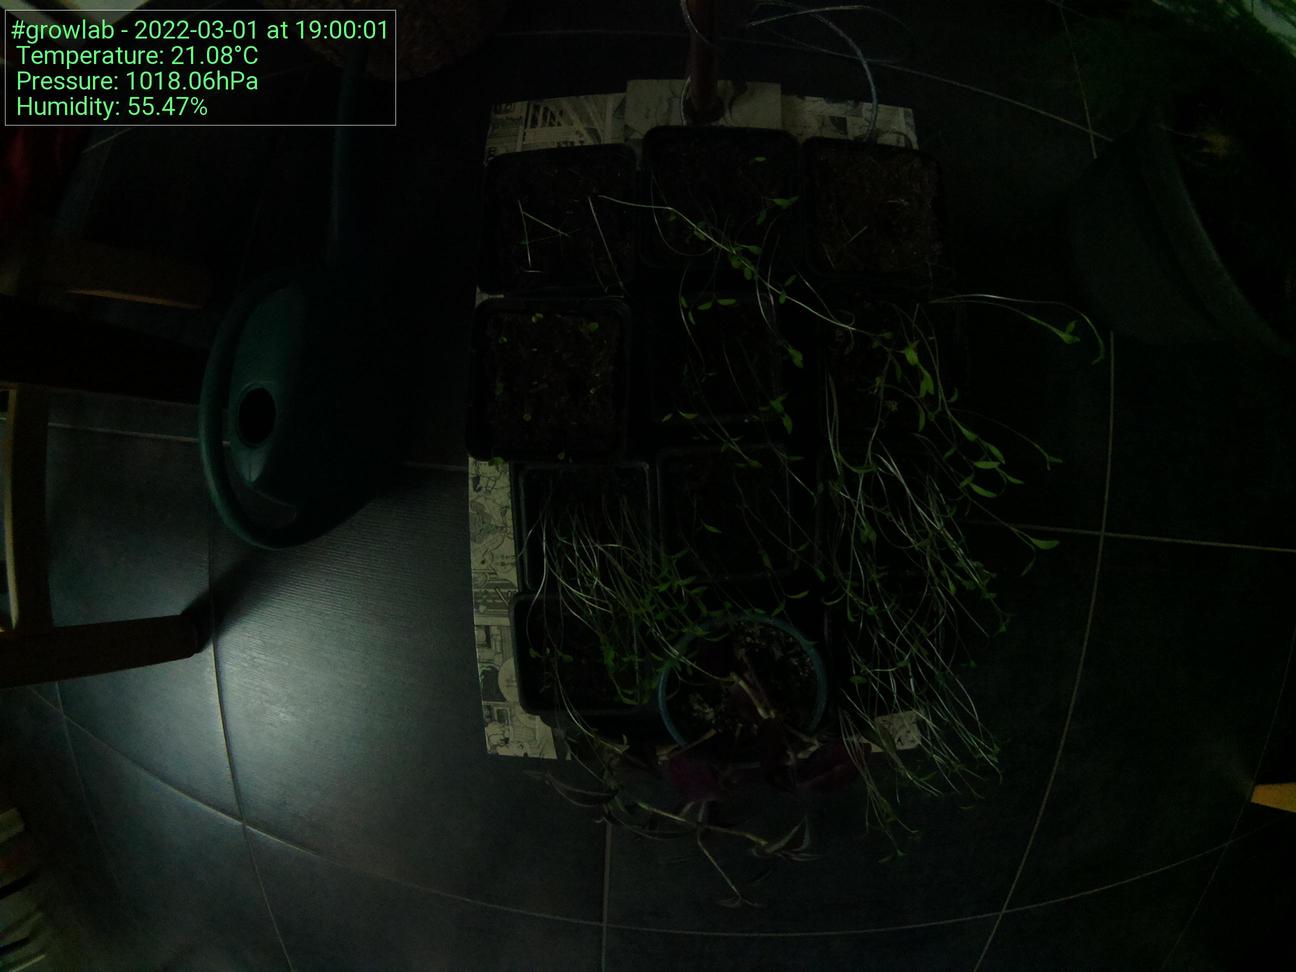 #growlab - 2022-03-01 at 19:00:01
Temperature: 21.08°C
Pressure: 1018.06hPa
Humidity: 55.47%